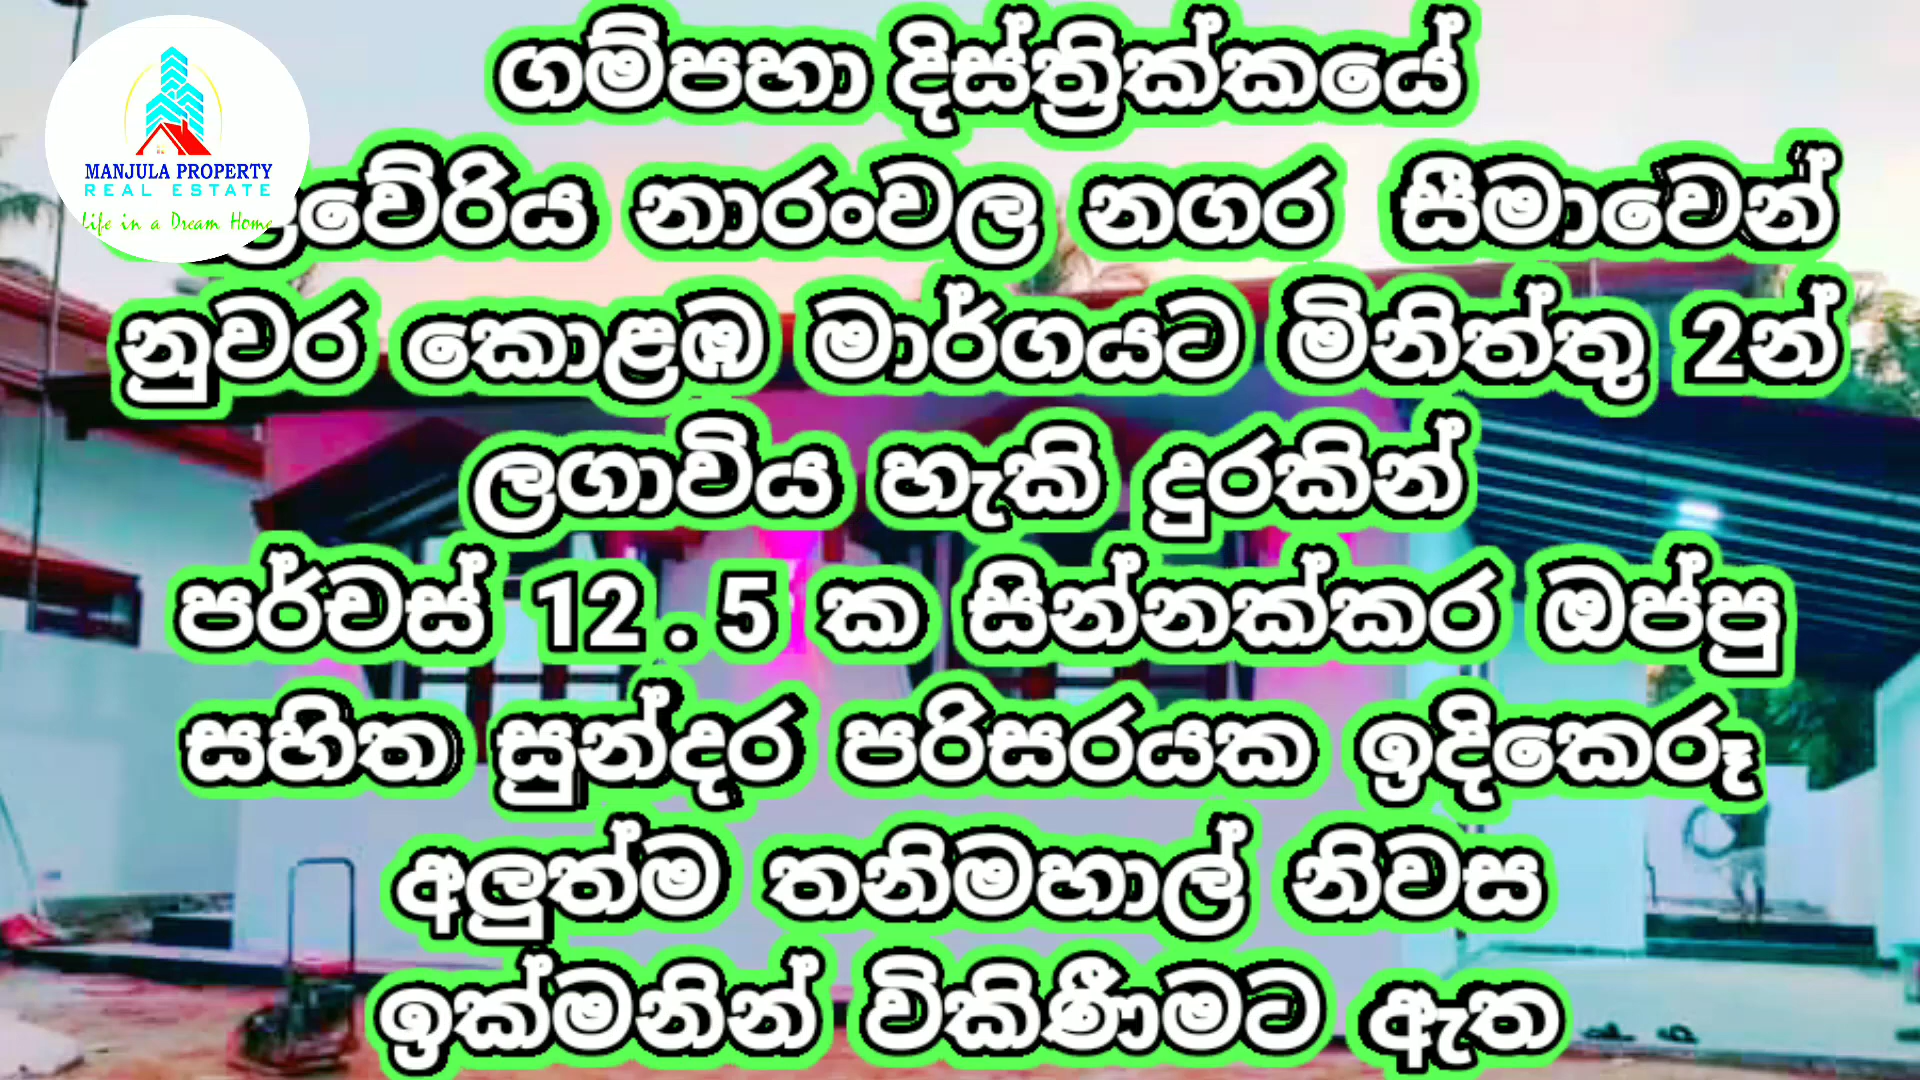 MANJULA PROPERTY
REAL ESTATE
Life in a Dream Home
ගම්පහා දිස්ත්‍රික්කයේ
නාරංවල නගර සීමාවෙන්
නුවර කොළඹ මාර්ගයට මිනිත්තු 2න්
ලගාවිය හැකි දුරකින්
පර්චස් 12.5 ක සින්නක්කර ඔප්පු
සහිත සුන්දර පරිසරයක ඉදිකෙරූ
අලුත්ම තනිමහාල් නිවස
ඉක්මනින් විකිණීමට ඇත